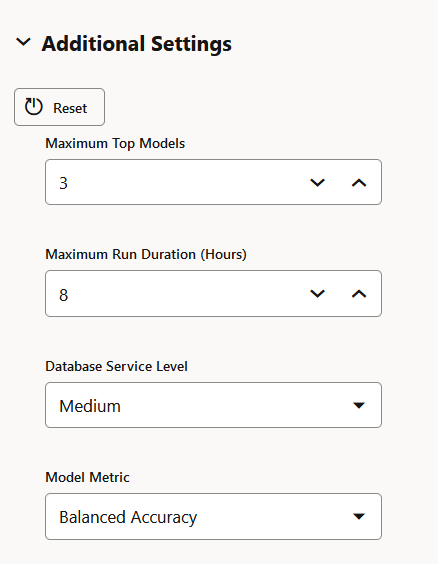 Additional Settings
Reset
Maximum Top Models
3
Maximum Run Duration (Hours)
8
Database Service Level
Medium
Model Metric
Balanced Accuracy